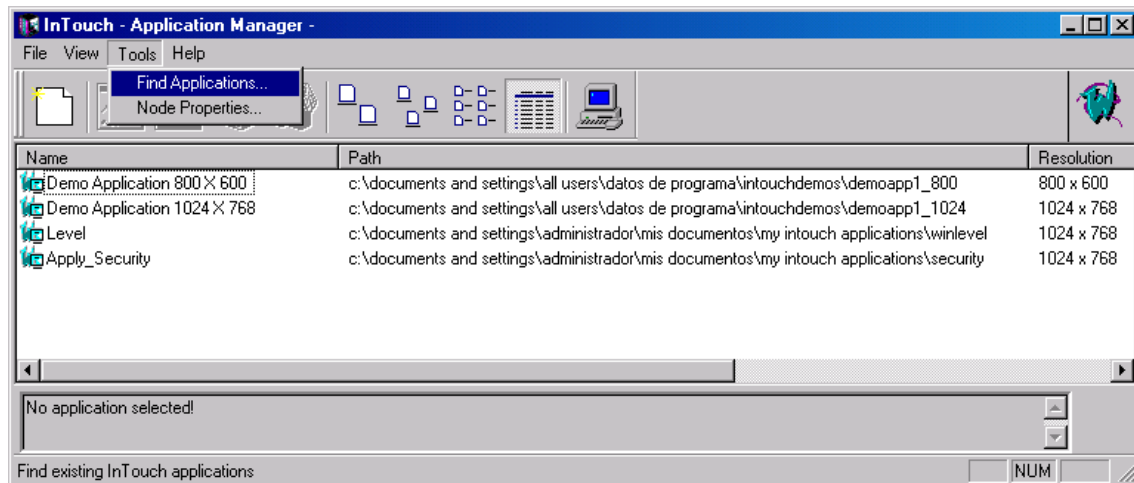 InTouch - Application Manager -
File View Tools Help
Find Applications...
Node Properties...
Name Path Resolution
Demo Application 800 X 600 c:\documents and settings\all users\datos de programa\intouchdemos\demoapp1_800 800 x 600
Demo Application 1024 X 768 c:\documents and settings\all users\datos de programa\intouchdemos\demoapp1_1024 1024 x 768
Level c:\documents and settings\administrador\mis documentos\my intouch applications\winlevel 1024 x 768
Apply_Security c:\documents and settings\administrador\mis documentos\my intouch applications\security 1024 x 768
No application selected!
Find existing InTouch applications NUM